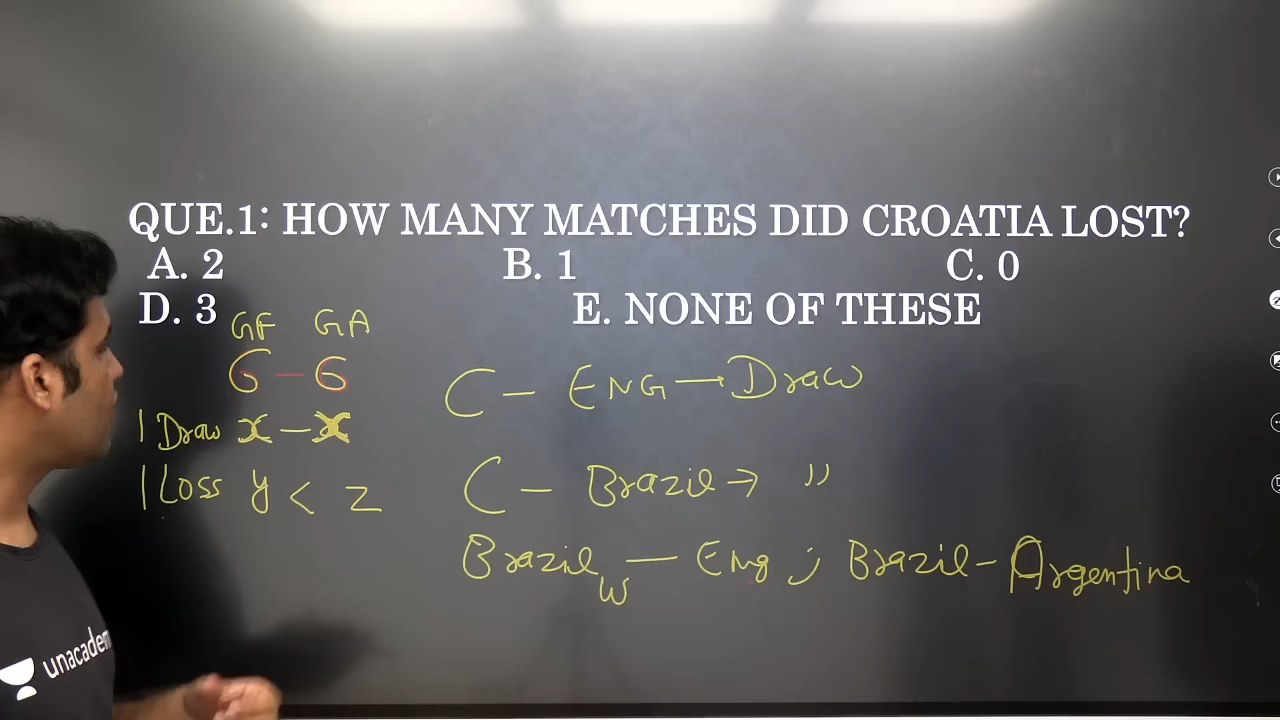 QUE.1: HOW MANY MATCHES DID CROATIA LOST?
A. 2 B. 1 C. 0
D. 3 E. NONE OF THESE
GF GA
6 – 6
1 Draw x – x
1 Loss y < z
C – ENG → Draw
C – Brazil → "
Brazil W – Eng ; Brazil – Argentina
unacadem